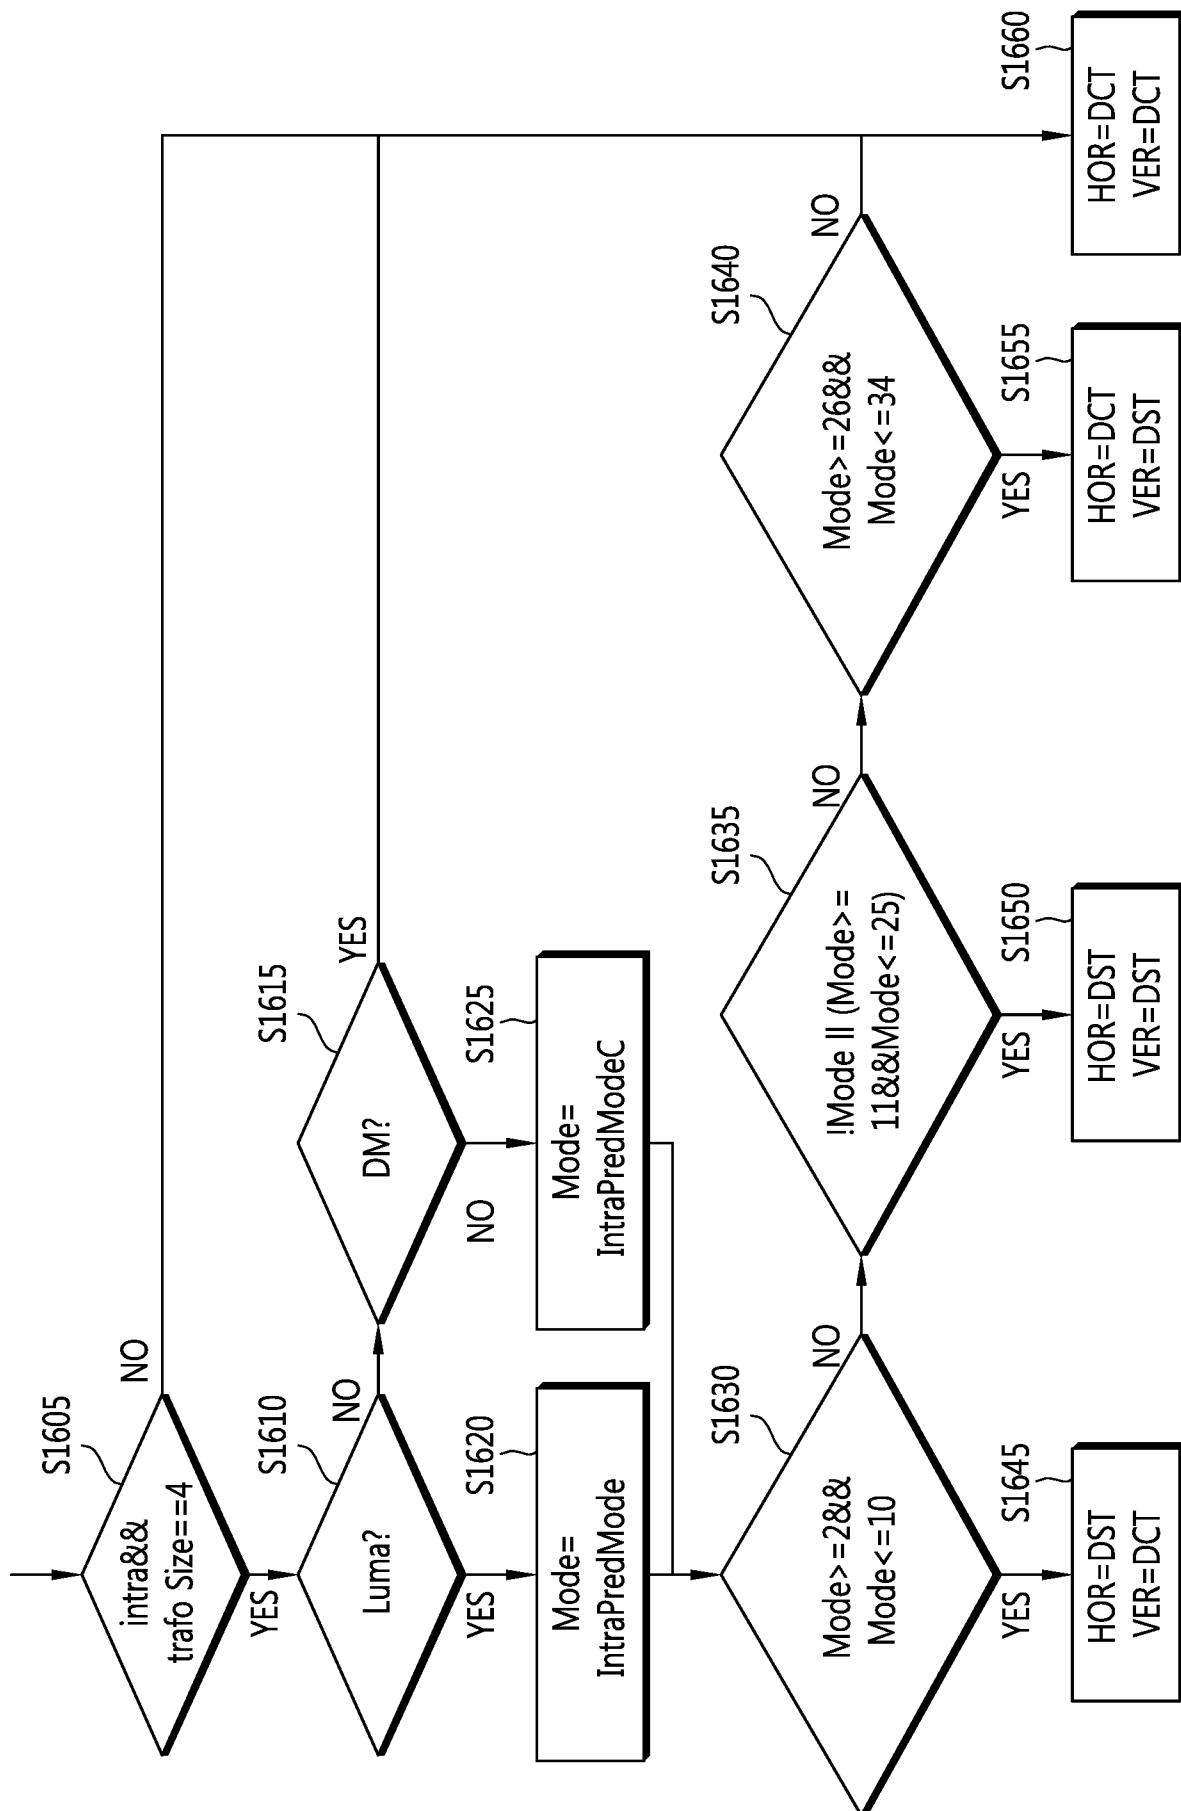 S1605
intra&&
trafo Size==4
NO
YES
S1610
Luma?
NO
YES
S1615
DM?
YES
NO
S1620
Mode=
IntraPredMode
S1625
Mode=
IntraPredModeC
S1630
Mode>=2&&
Mode<=10
NO
YES
S1635
!Mode || (Mode>=
11&&Mode<=25)
NO
YES
S1640
Mode>=26&&
Mode<=34
NO
YES
S1645
HOR=DST
VER=DCT
S1650
HOR=DST
VER=DST
S1655
HOR=DCT
VER=DST
S1660
HOR=DCT
VER=DCT